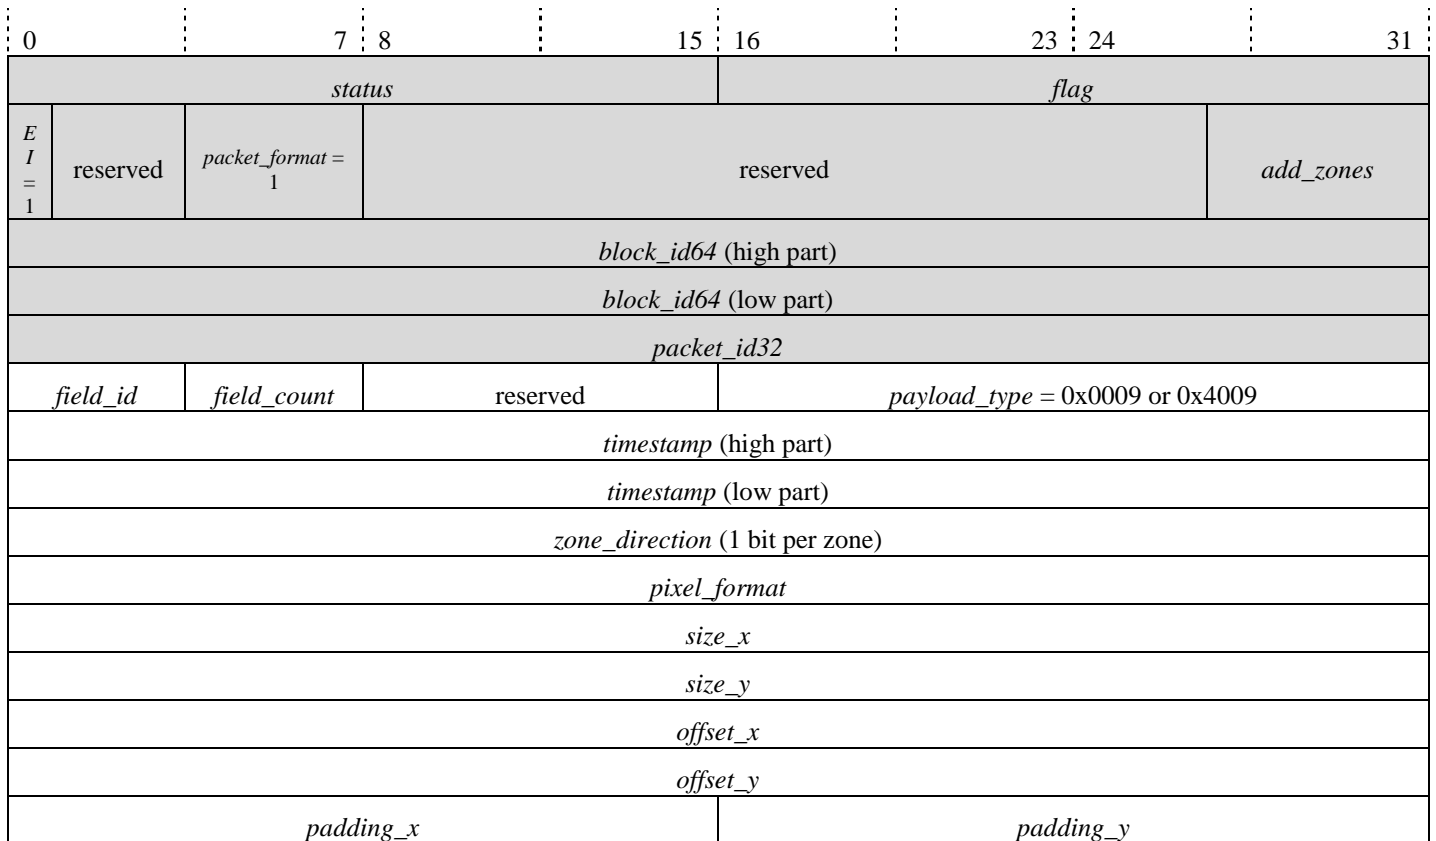 0 7 8 15 16 23 24 31
status flag
E
I
=
1
reserved
packet_format =
1
reserved
add_zones
block_id64 (high part)
block_id64 (low part)
packet_id32
field_id field_count reserved payload_type = 0x0009 or 0x4009
timestamp (high part)
timestamp (low part)
zone_direction (1 bit per zone)
pixel_format
size_x
size_y
offset_x
offset_y
padding_x padding_y